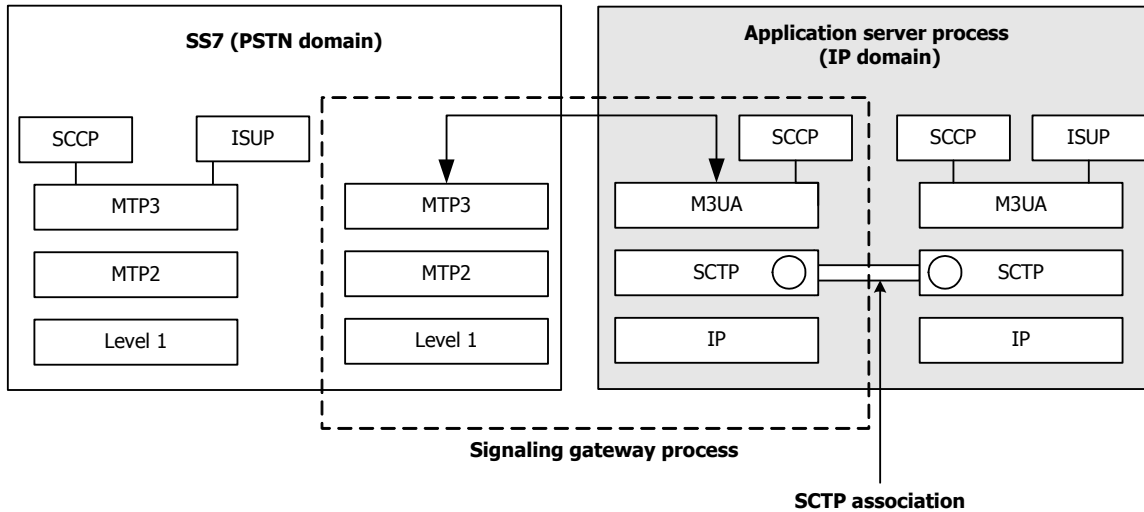 SS7 (PSTN domain)
Application server process
(IP domain)
SCCP
ISUP
SCCP
SCCP
ISUP
MTP3
MTP3
M3UA
M3UA
MTP2
MTP2
SCTP
SCTP
Level 1
Level 1
IP
IP
Signaling gateway process
SCTP association